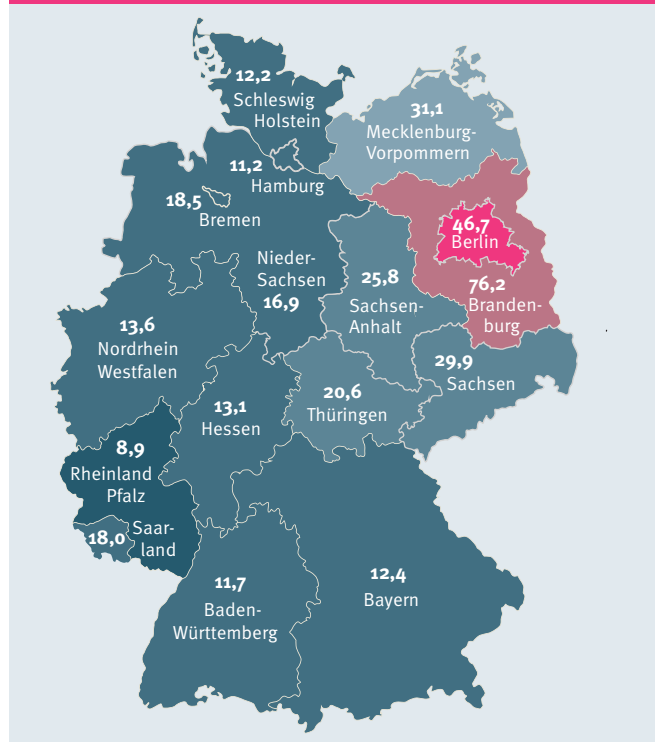 12,2
Schleswig
Holstein
31,1
Mecklenburg-
Vorpommern
11,2
Hamburg
18,5
Bremen
46,7
Berlin
Nieder-
Sachsen
16,9
25,8
Sachsen-
Anhalt
76,2
Branden-
burg
13,6
Nordrhein
Westfalen
29,9
Sachsen
20,6
Thüringen
13,1
Hessen
8,9
Rheinland
Pfalz
18,0
Saar-
land
11,7
Baden-
Württemberg
12,4
Bayern